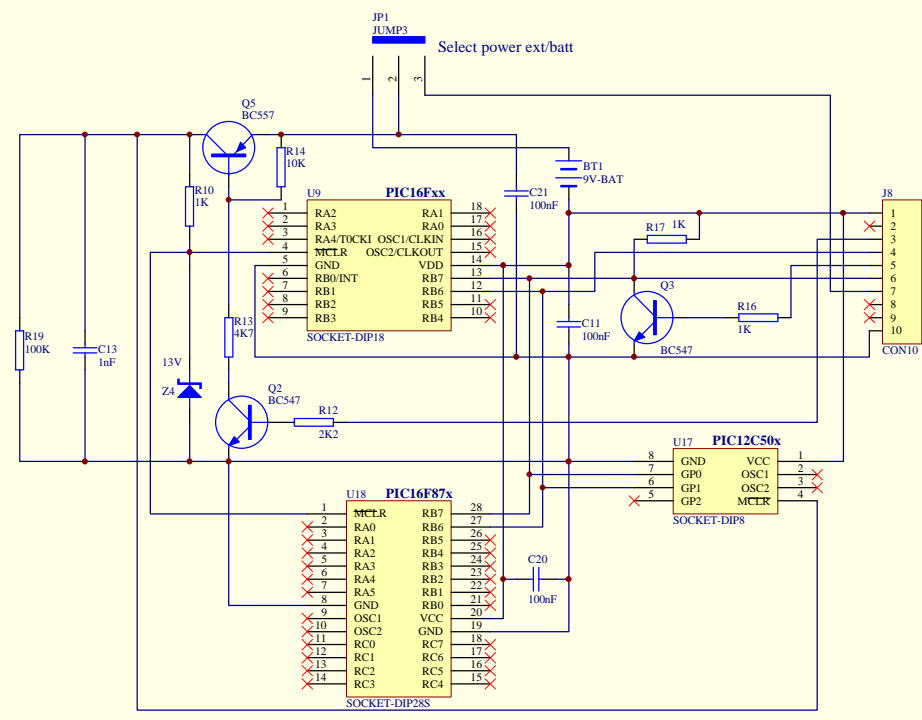 JP1
JUMP3
Select power ext/batt
1
2
3
Q5
BC557
R14
10K
R10
1K
U9
PIC16Fxx
1 RA2 RA1 18
2 RA3 RA0 17
3 RA4/T0CKI OSC1/CLKIN 16
4 MCLR OSC2/CLKOUT 15
5 GND VDD 14
6 RB0/INT RB7 13
7 RB1 RB6 12
8 RB2 RB5 11
9 RB3 RB4 10
SOCKET-DIP18
BT1
9V-BAT
C21
100nF
R17 1K
J8
1
2
3
4
5
6
7
8
9
10
CON10
Q3
BC547
R16
1K
C11
100nF
R13
4K7
R19
100K
C13
1nF
13V
Z4
Q2
BC547
R12
2K2
U17
PIC12C50x
8 GND VCC 1
7 GP0 OSC1 2
6 GP1 OSC2 3
5 GP2 MCLR 4
SOCKET-DIP8
U18
PIC16F87x
1 MCLR RB7 28
2 RA0 RB6 27
3 RA1 RB5 26
4 RA2 RB4 25
5 RA3 RB3 24
6 RA4 RB2 23
7 RA5 RB1 22
8 GND RB0 21
9 OSC1 VCC 20
10 OSC2 GND 19
11 RC0 RC7 18
12 RC1 RC6 17
13 RC2 RC5 16
14 RC3 RC4 15
SOCKET-DIP28S
C20
100nF